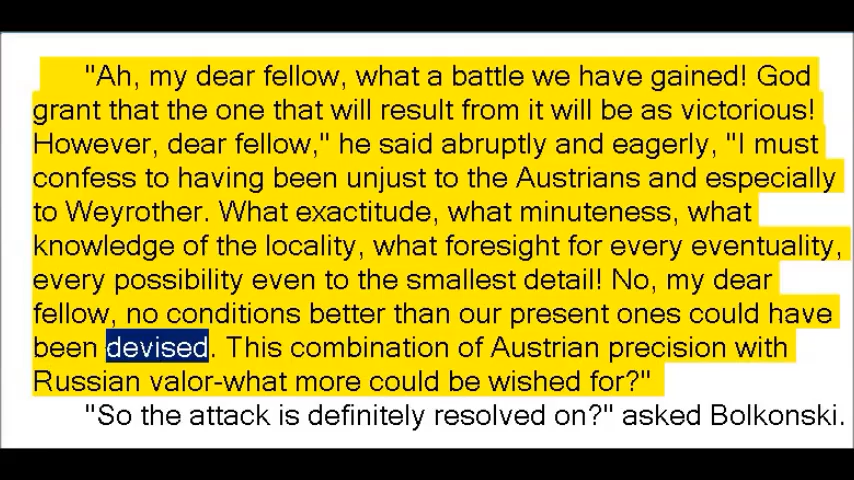 "Ah, my dear fellow, what a battle we have gained! God
grant that the one that will result from it will be as victorious!
However, dear fellow," he said abruptly and eagerly, "I must
confess to having been unjust to the Austrians and especially
to Weyrother. What exactitude, what minuteness, what
knowledge of the locality, what foresight for every eventuality,
every possibility even to the smallest detail! No, my dear
fellow, no conditions better than our present ones could have
been devised. This combination of Austrian precision with
Russian valor-what more could be wished for?"
"So the attack is definitely resolved on?" asked Bolkonski.